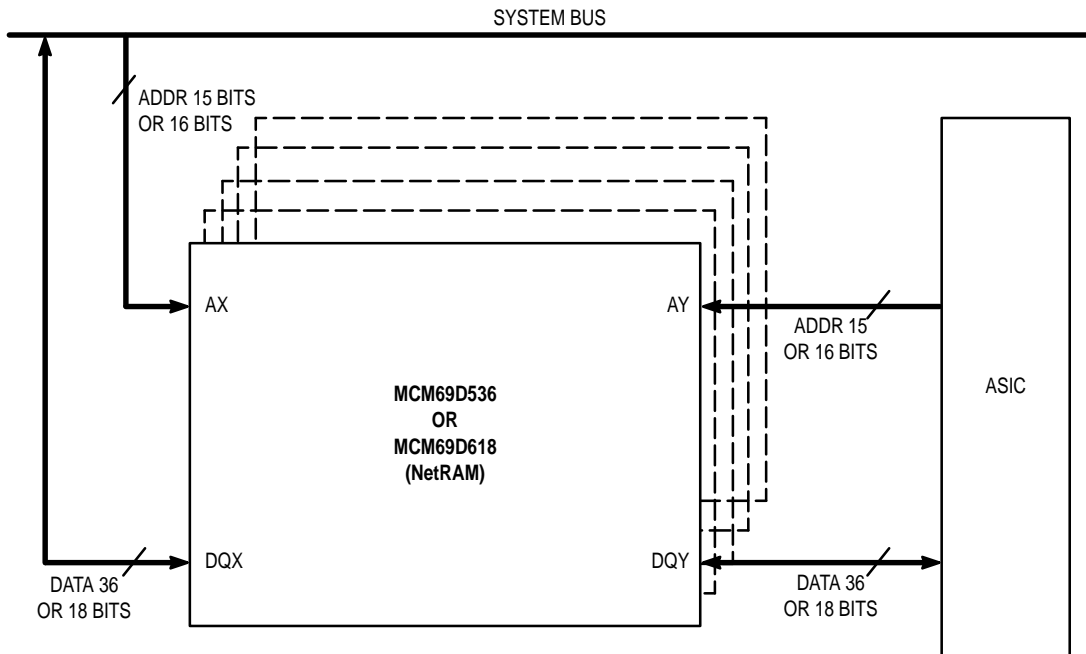 SYSTEM BUS
ADDR 15 BITS
OR 16 BITS
AX
AY
ADDR 15
OR 16 BITS
ASIC
MCM69D536
OR
MCM69D618
(NetRAM)
DQX
DQY
DATA 36
OR 18 BITS
DATA 36
OR 18 BITS